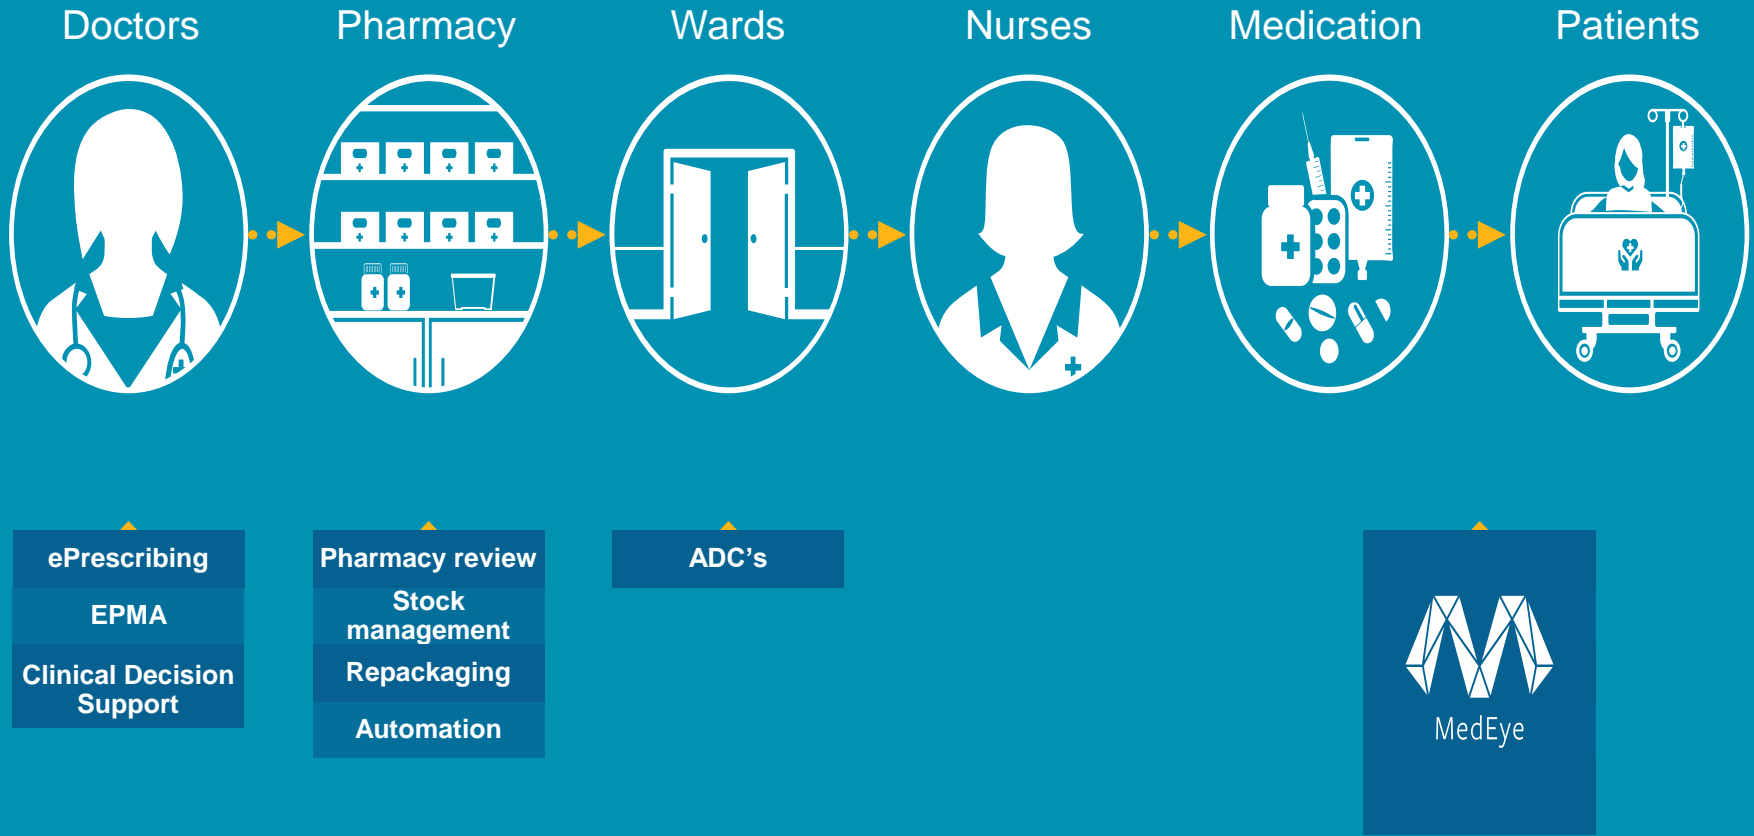 Doctors
Pharmacy
Wards
Nurses
Medication
Patients
ePrescribing
EPMA
Clinical Decision
Support
Pharmacy review
Stock
management
Repackaging
Automation
ADC’s
MedEye